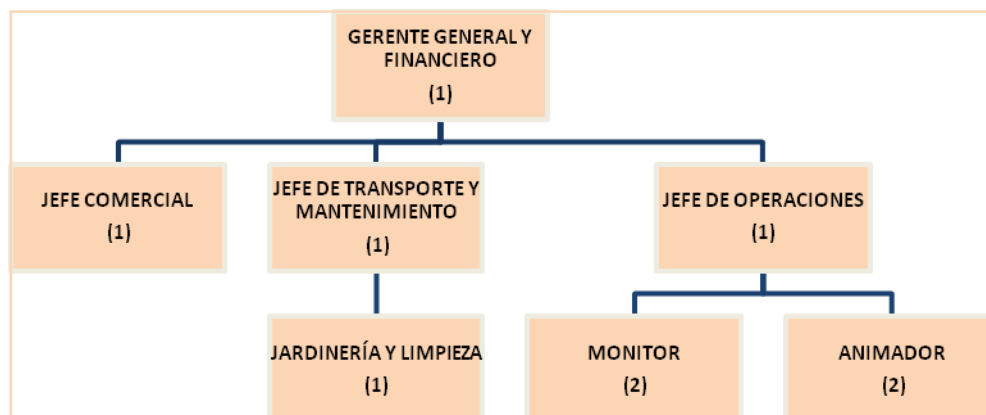 GERENTE GENERAL Y
FINANCIERO
(1)
JEFE COMERCIAL
(1)
JEFE DE TRANSPORTE Y
MANTENIMIENTO
(1)
JEFE DE OPERACIONES
(1)
JARDINERÍA Y LIMPIEZA
(1)
MONITOR
(2)
ANIMADOR
(2)